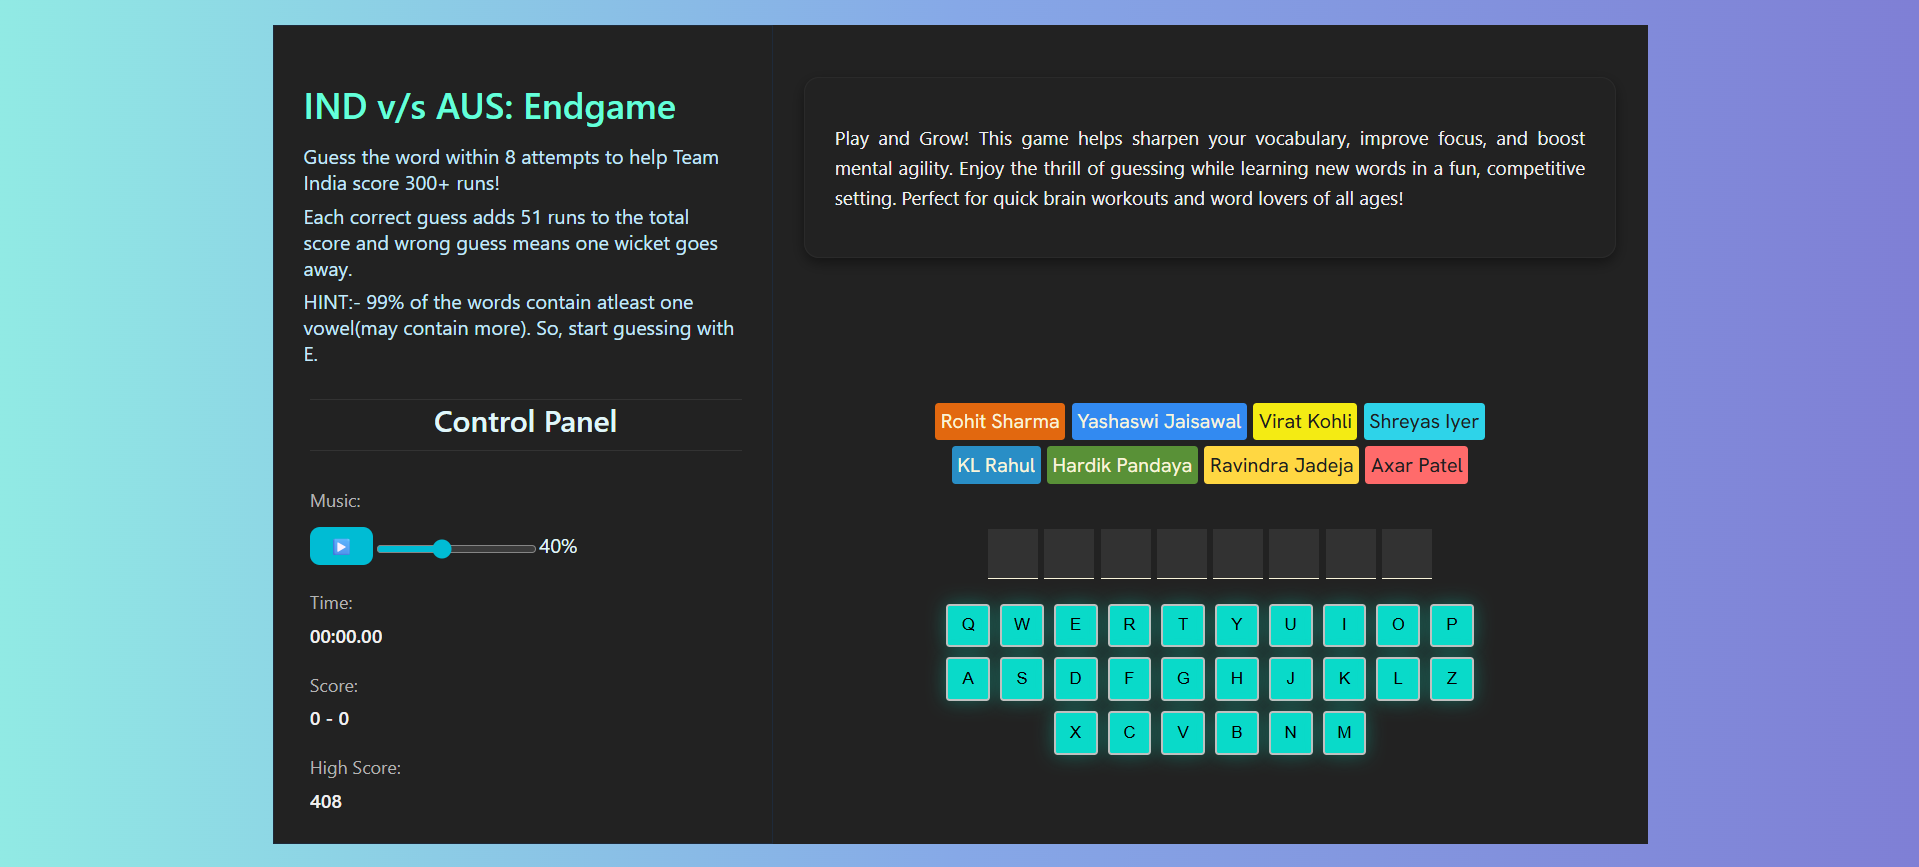 IND v/s AUS: Endgame
Guess the word within 8 attempts to help Team
India score 300+ runs!
Each correct guess adds 51 runs to the total
score and wrong guess means one wicket goes
away.
HINT:- 99% of the words contain atleast one
vowel(may contain more). So, start guessing with
E.
Control Panel
Music:
40%
Time:
00:00.00
Score:
0 - 0
High Score:
408
Play and Grow! This game helps sharpen your vocabulary, improve focus, and boost
mental agility. Enjoy the thrill of guessing while learning new words in a fun, competitive
setting. Perfect for quick brain workouts and word lovers of all ages!
Rohit Sharma Yashaswi Jaisawal Virat Kohli Shreyas Iyer
KL Rahul Hardik Pandaya Ravindra Jadeja Axar Patel
Q W E R T Y U I O P
A S D F G H J K L Z
X C V B N M